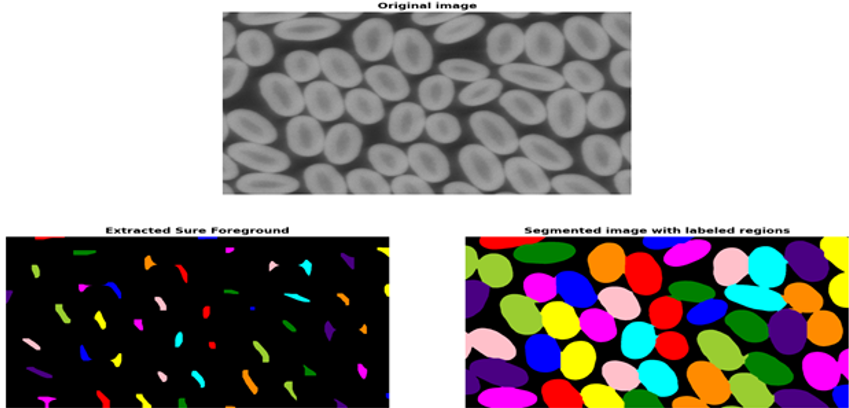 Original image
Extracted Sure Foreground
Segmented image with labeled regions